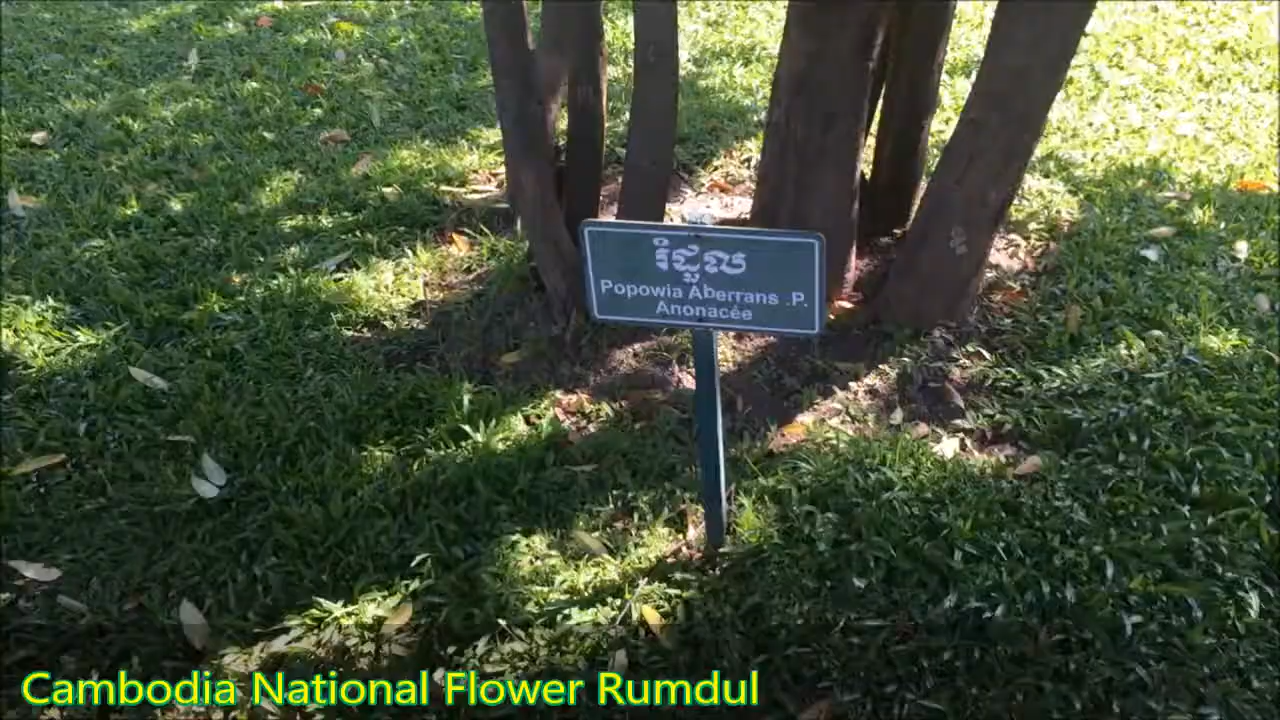 រំដួល
Popowia Aberrans .P.
Anonacée
Cambodia National Flower Rumdul